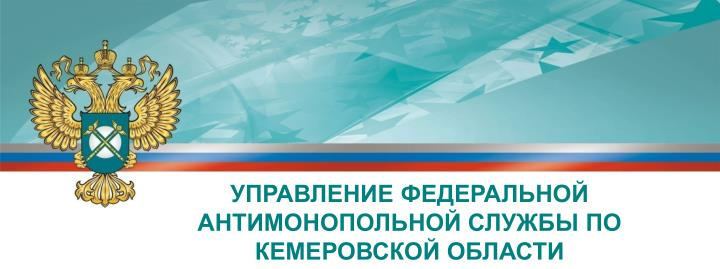 УПРАВЛЕНИЕ ФЕДЕРАЛЬНОЙ
АНТИМОНОПОЛЬНОЙ СЛУЖБЫ ПО
КЕМЕРОВСКОЙ ОБЛАСТИ